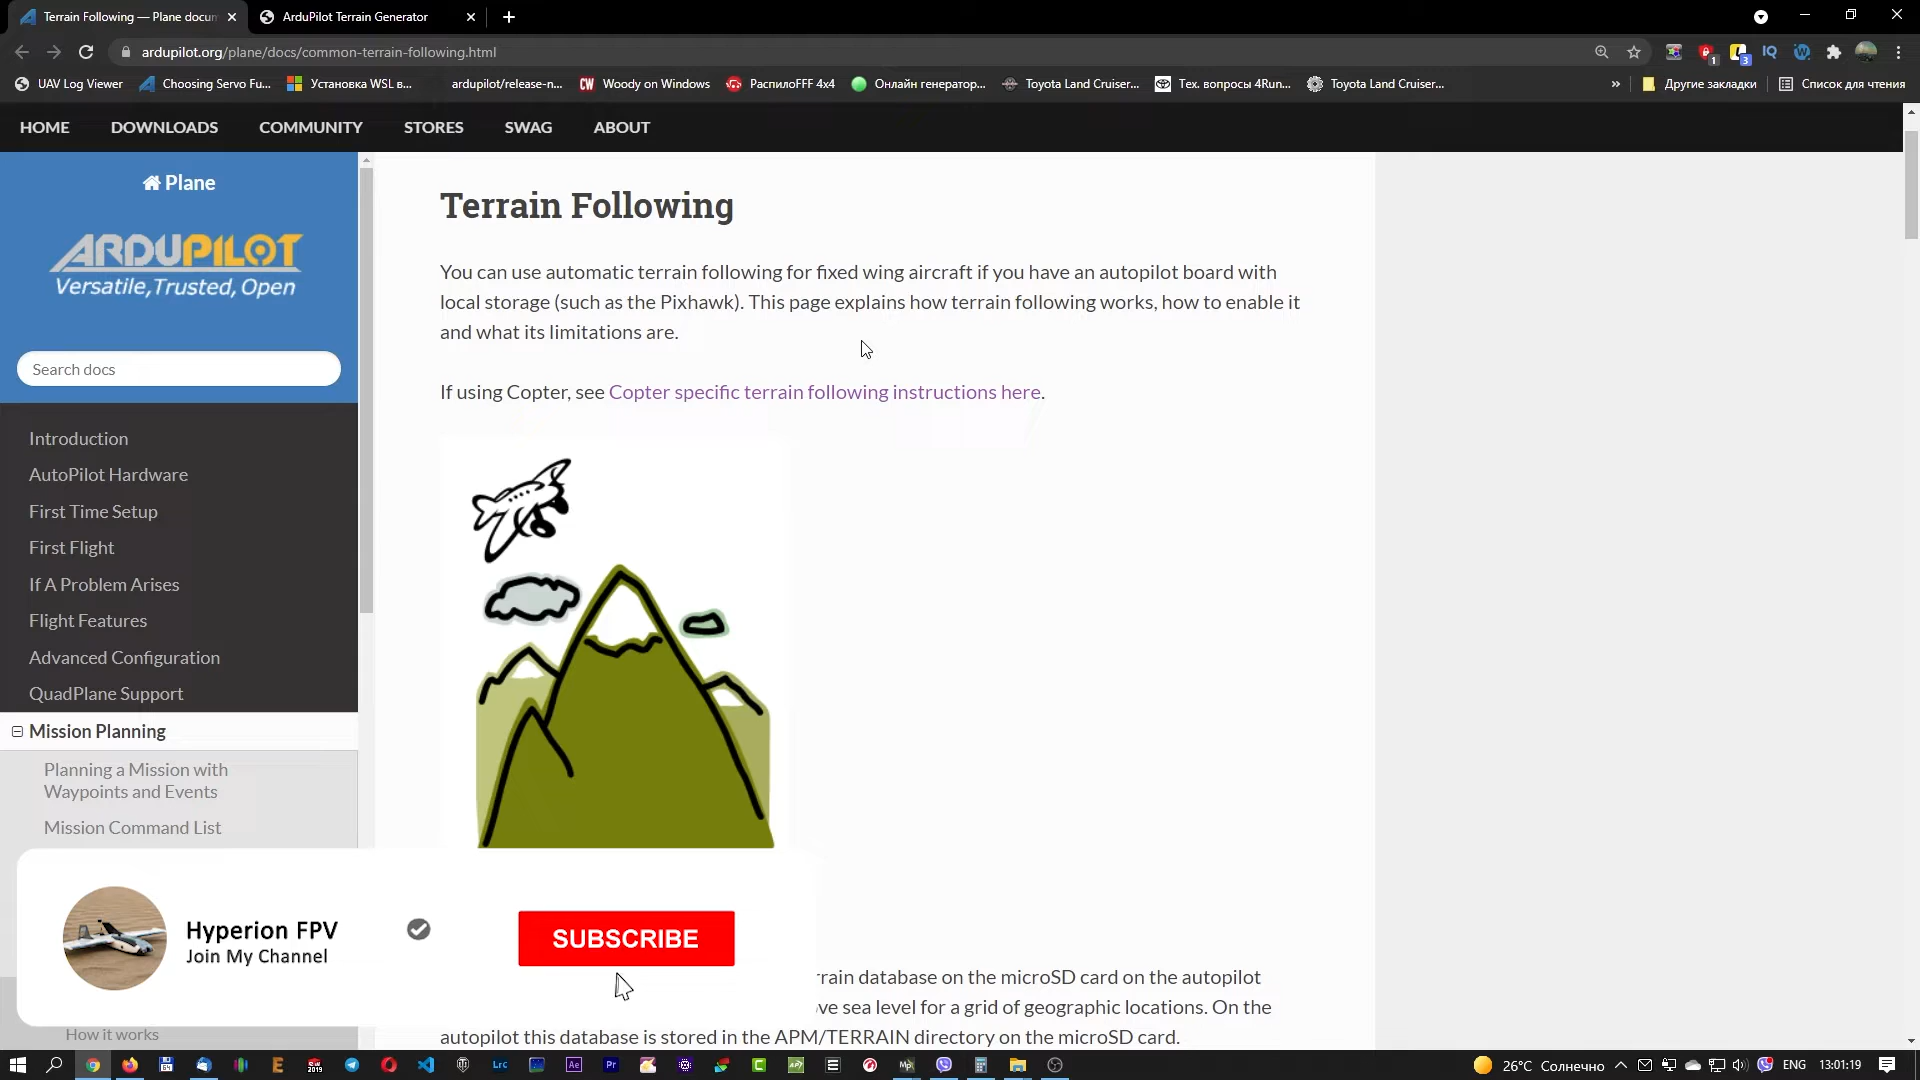 Terrain Following — Plane docum
ArduPilot Terrain Generator
ardupilot.org/plane/docs/common-terrain-following.html
1
3
IQ
UAV Log Viewer
Choosing Servo Fu...
Установка WSL в...
ardupilot/release-n...
CW
Woody on Windows
РаспилоFFF 4x4
Онлайн генератор...
Toyota Land Cruiser...
Тех. вопросы 4Run...
Toyota Land Cruiser...
»
Другие закладки
Список для чтения
HOME
DOWNLOADS
COMMUNITY
STORES
SWAG
ABOUT
Plane
ARDUPILOT
Versatile, Trusted, Open
Search docs
Introduction
AutoPilot Hardware
First Time Setup
First Flight
If A Problem Arises
Flight Features
Advanced Configuration
QuadPlane Support
Mission Planning
Planning a Mission with
Waypoints and Events
Mission Command List
How it works
Terrain Following
You can use automatic terrain following for fixed wing aircraft if you have an autopilot board with
local storage (such as the Pixhawk). This page explains how terrain following works, how to enable it
and what its limitations are.
If using Copter, see Copter specific terrain following instructions here.
rrain database on the microSD card on the autopilot
ve sea level for a grid of geographic locations. On the
autopilot this database is stored in the APM/TERRAIN directory on the microSD card.
Hyperion FPV
Join My Channel
SUBSCRIBE
E
2019
Lrc
Ae
Pr
C
26°C Солнечно
ENG
13:01:19